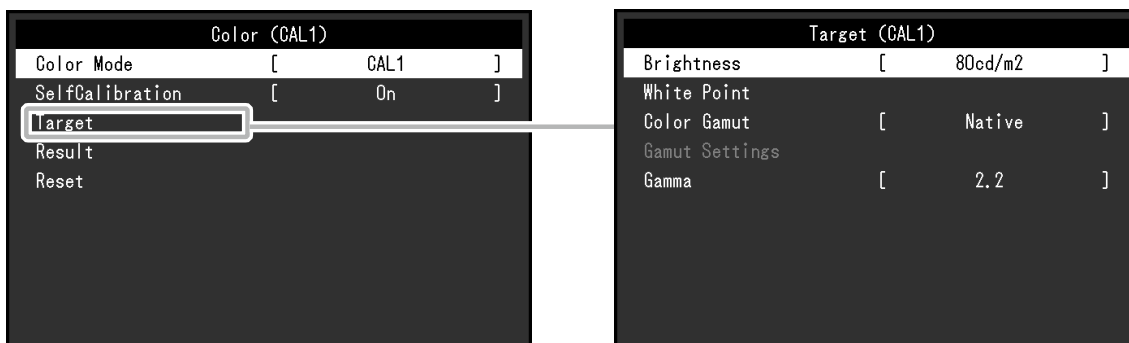 Color (CAL1)
Color Mode [ CAL1 ]
SelfCalibration [ On ]
Target
Result
Reset
Target (CAL1)
Brightness [ 80cd/m2 ]
White Point
Color Gamut [ Native ]
Gamut Settings
Gamma [ 2.2 ]